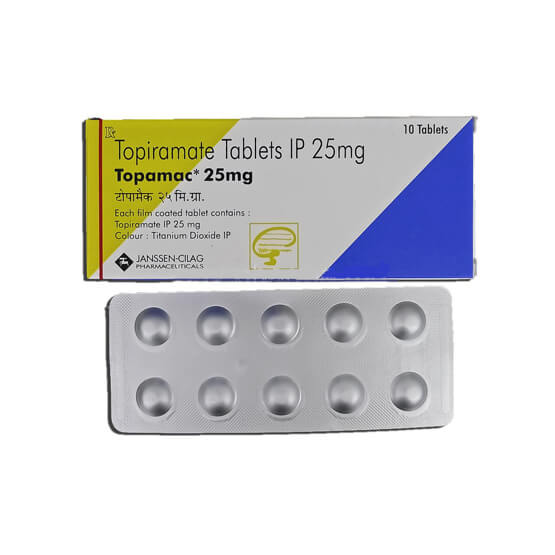 Rx
10 Tablets
Topiramate Tablets IP 25mg
Topamac* 25mg
टोपामैक २५ मि.ग्रा.
Each film coated tablet contains :
Topiramate IP 25 mg
Colour : Titanium Dioxide IP
JANSSEN-CILAG
PHARMACEUTICALS